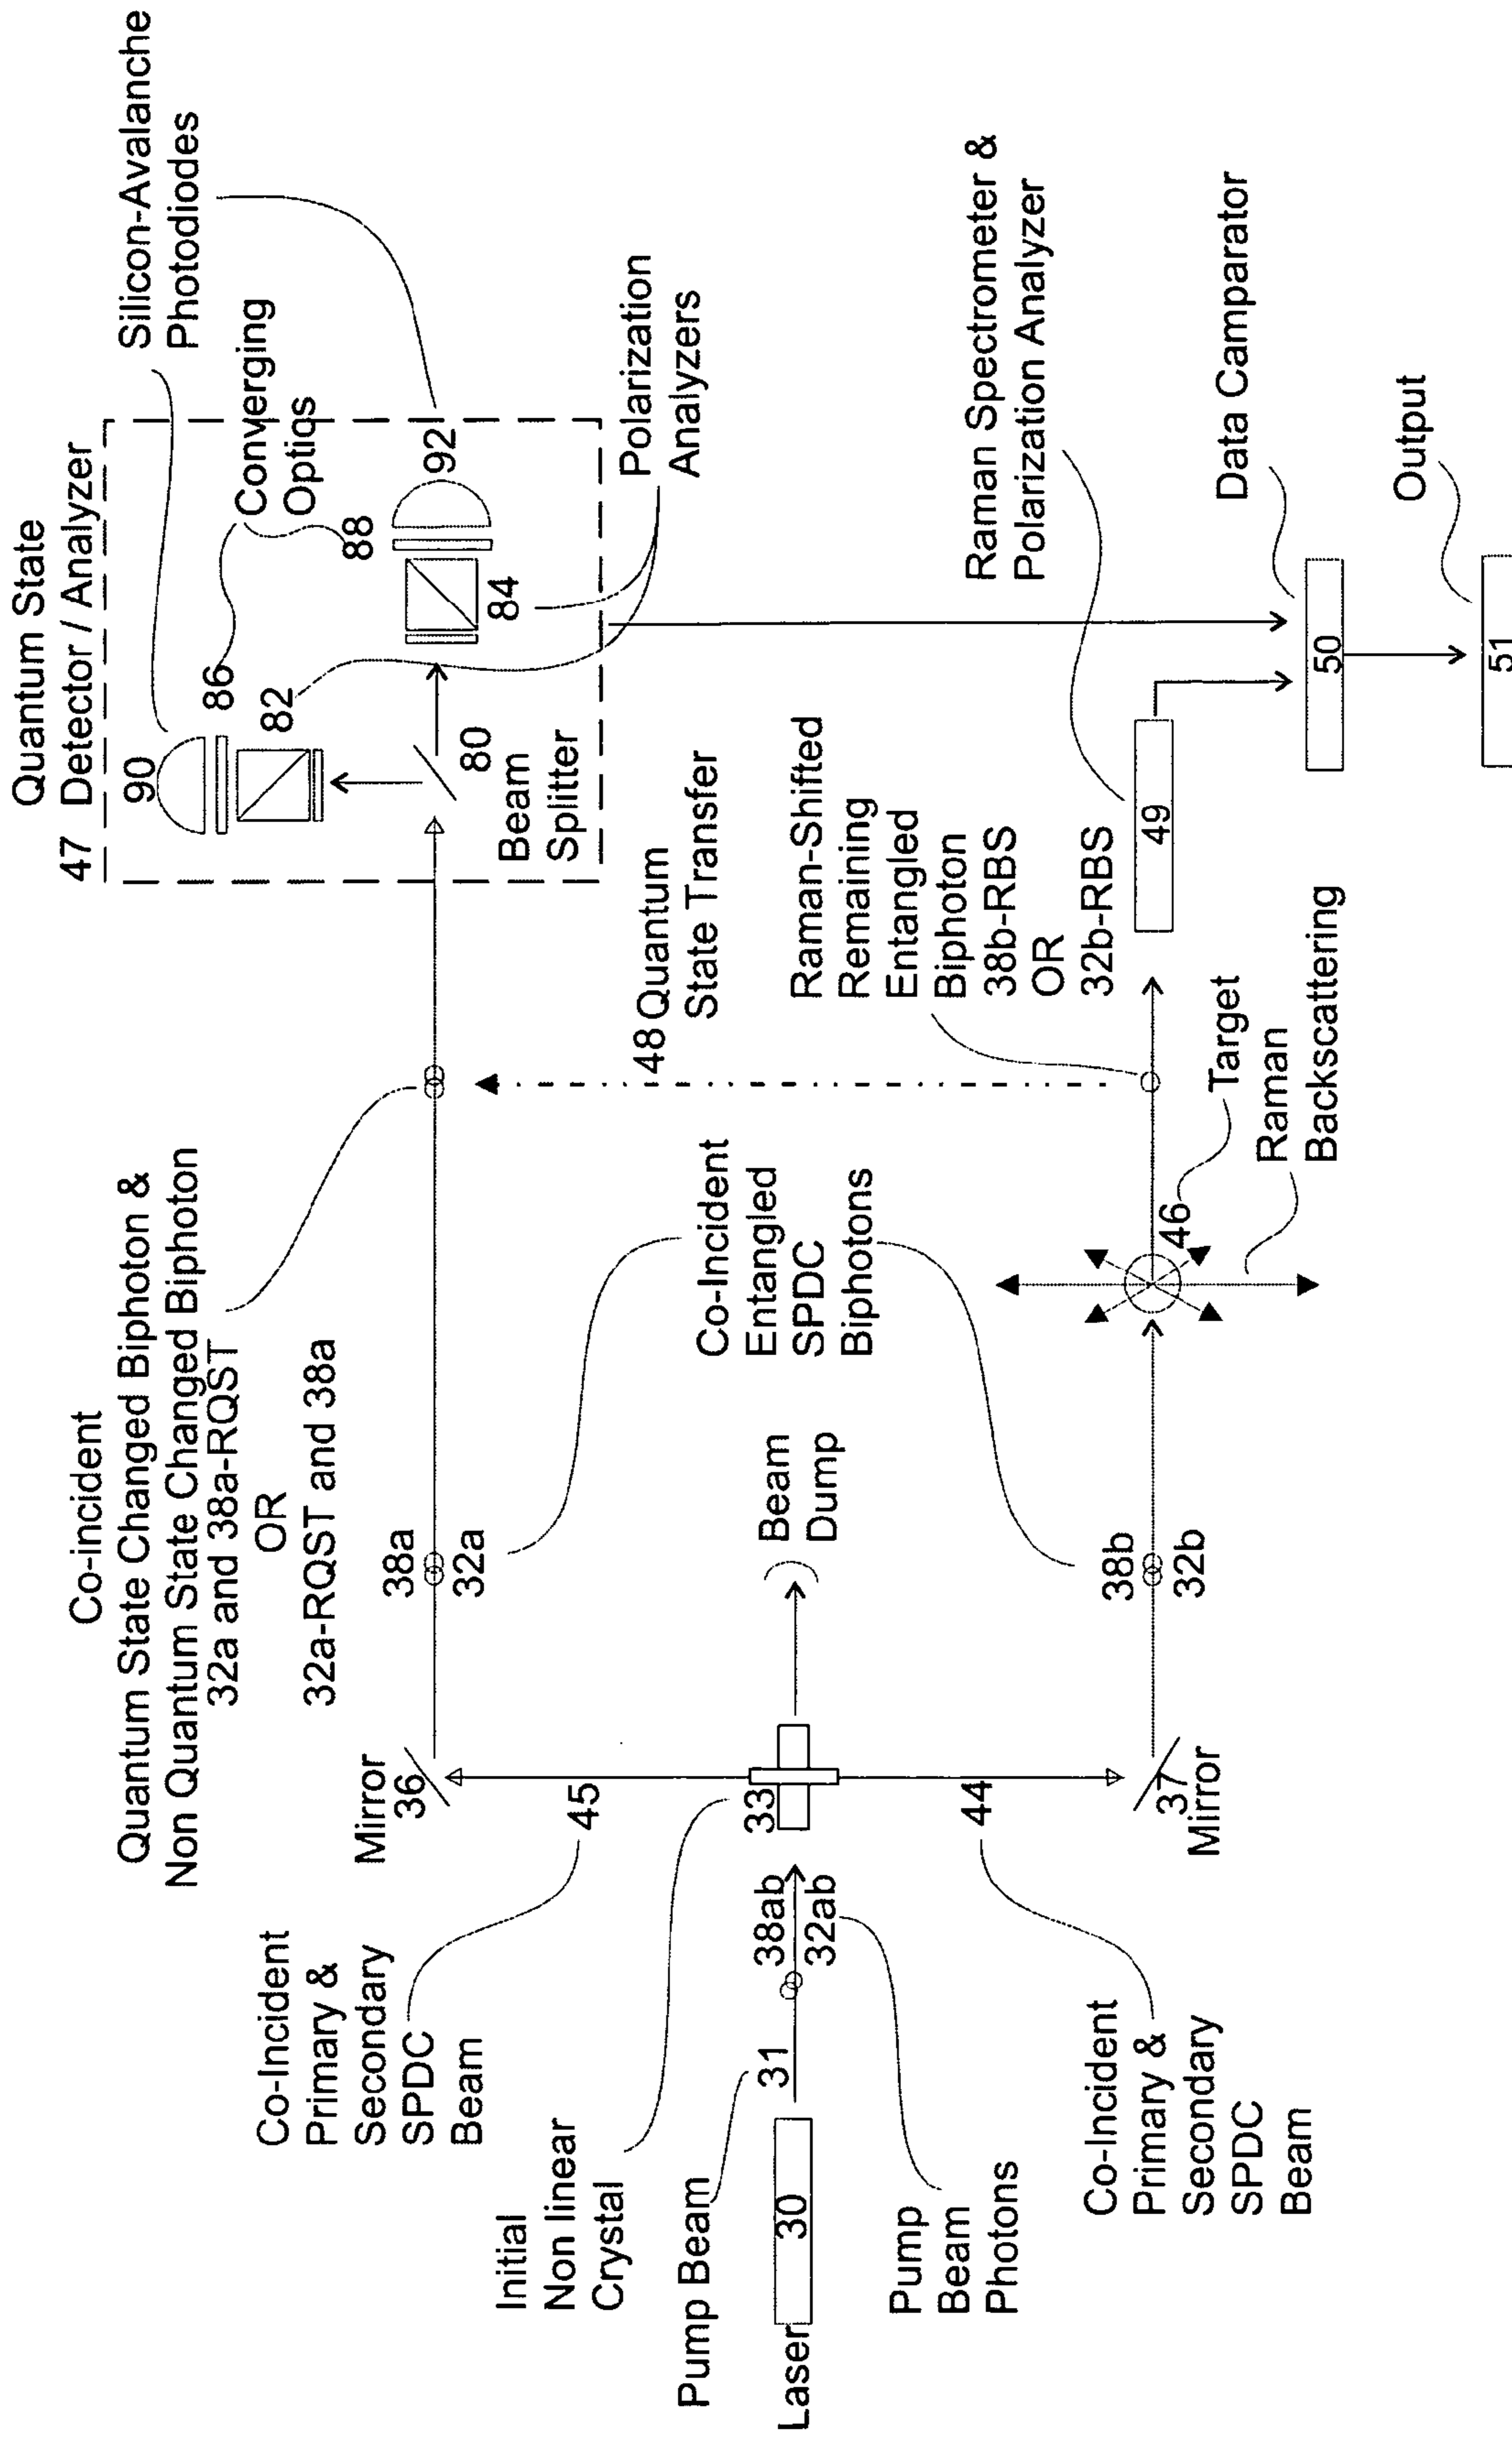 Quantum State
47 Detector / Analyzer
Silicon-Avalanche
Photodiodes
90
86
82
Converging
Optics
88
92
84
80
Beam
Splitter
Polarization
Analyzers
Co-incident
Quantum State Changed Biphoton &
Non Quantum State Changed Biphoton
32a and 38a-RQST
OR
32a-RQST and 38a
Mirror
36
38a
32a
Co-Incident
Primary &
Secondary
SPDC
Beam
45
48 Quantum
State Transfer
Co-Incident
Entangled
SPDC
Biphotons
Initial
Non linear
Crystal
33
Pump Beam
31
Laser
30
38ab
32ab
Pump
Beam
Photons
Beam
Dump
44
Co-Incident
Primary &
Secondary
SPDC
Beam
37
Mirror
38b
32b
46
Target
Raman
Backscattering
Raman-Shifted
Remaining
Entangled
Biphoton
38b-RBS
OR
32b-RBS
Raman Spectrometer &
Polarization Analyzer
49
Data Camparator
50
Output
51